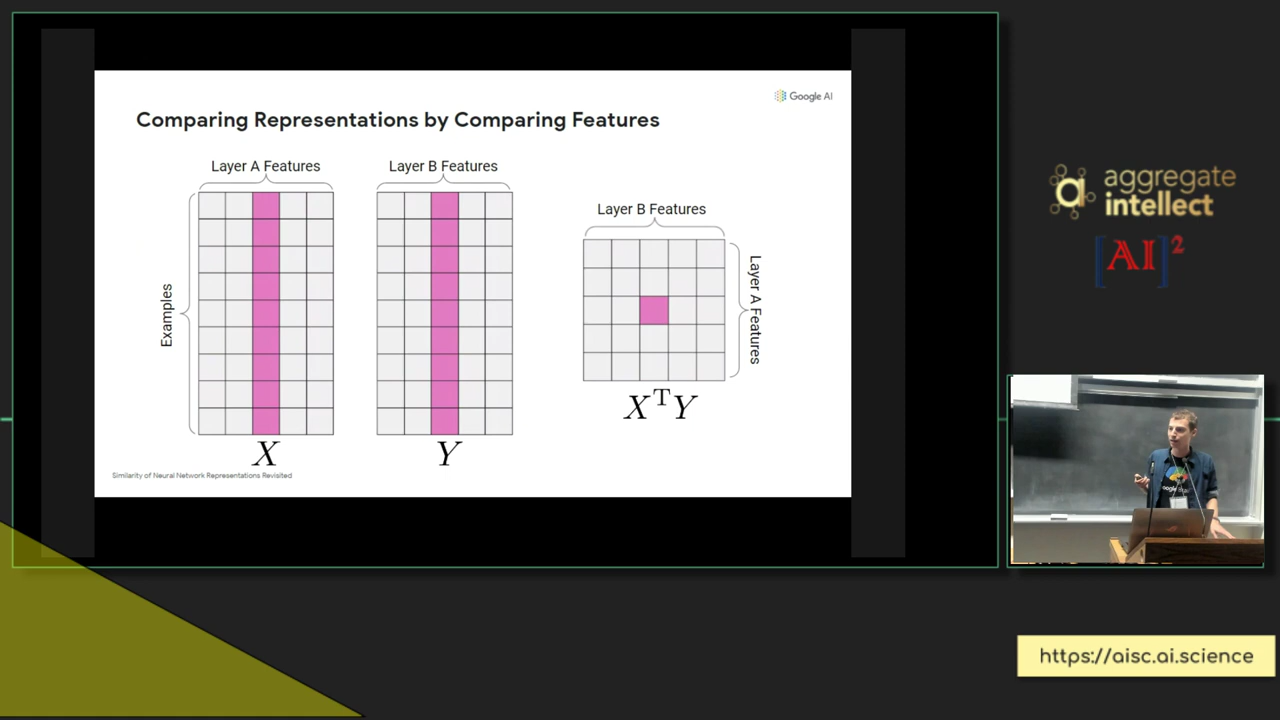 Google AI
Comparing Representations by Comparing Features
Layer A Features
Layer B Features
Layer B Features
Examples
Layer A Features
X
Y
XᵀY
Similarity of Neural Network Representations Revisited
aggregate
intellect
[AI]²
Google
https://aisc.ai.science